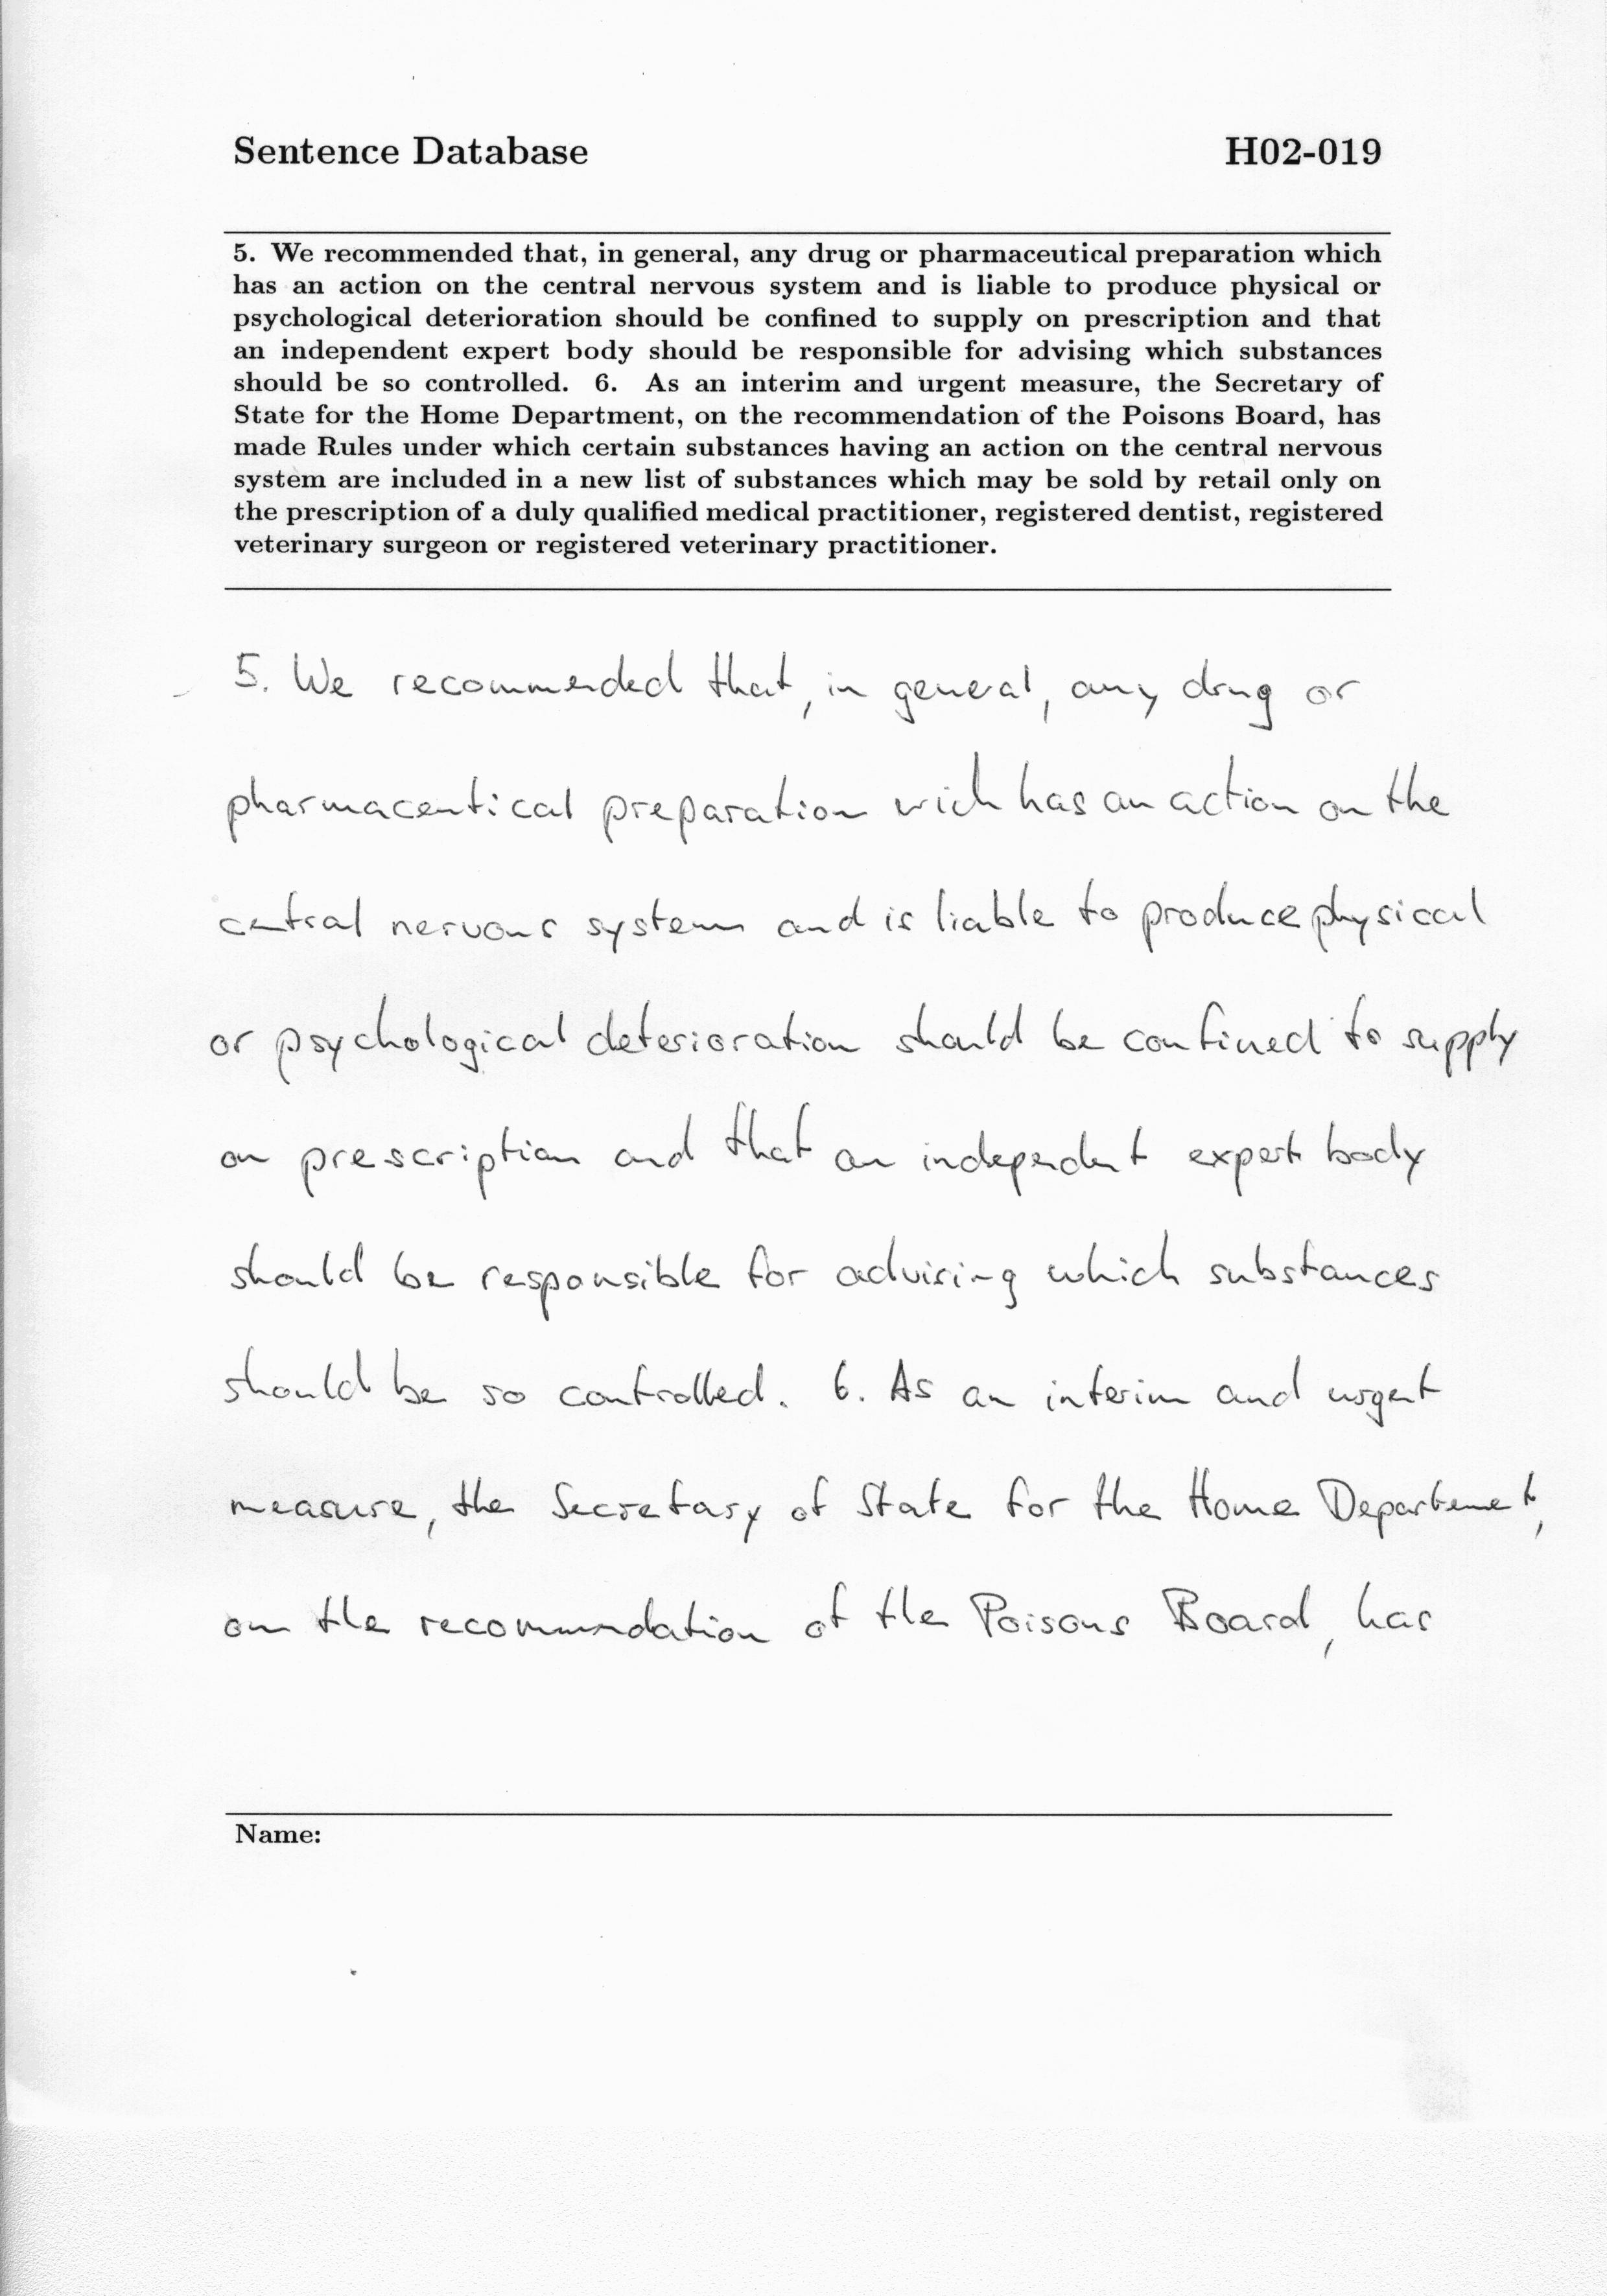 Sentence Database H02-019
5. We recommended that, in general, any drug or pharmaceutical preparation which
has an action on the central nervous system and is liable to produce physical or
psychological deterioration should be confined to supply on prescription and that
an independent expert body should be responsible for advising which substances
should be so controlled. 6. As an interim and urgent measure, the Secretary of
State for the Home Department, on the recommendation of the Poisons Board, has
made Rules under which certain substances having an action on the central nervous
system are included in a new list of substances which may be sold by retail only on
the prescription of a duly qualified medical practitioner, registered dentist, registered
veterinary surgeon or registered veterinary practitioner.
5. We recommended that, in general, any drug or
pharmaceutical preparation wich has an action on the
central nervous system and is liable to produce physical
or psychological deterioration should be confined to supply
on prescription and that an independent expert body
should be responsible for advising which substances
should be so controlled. 6. As an interim and urgent
measure, the Secretary of State for the Home Departement,
on the recommendation of the Poisons Board, has
Name: